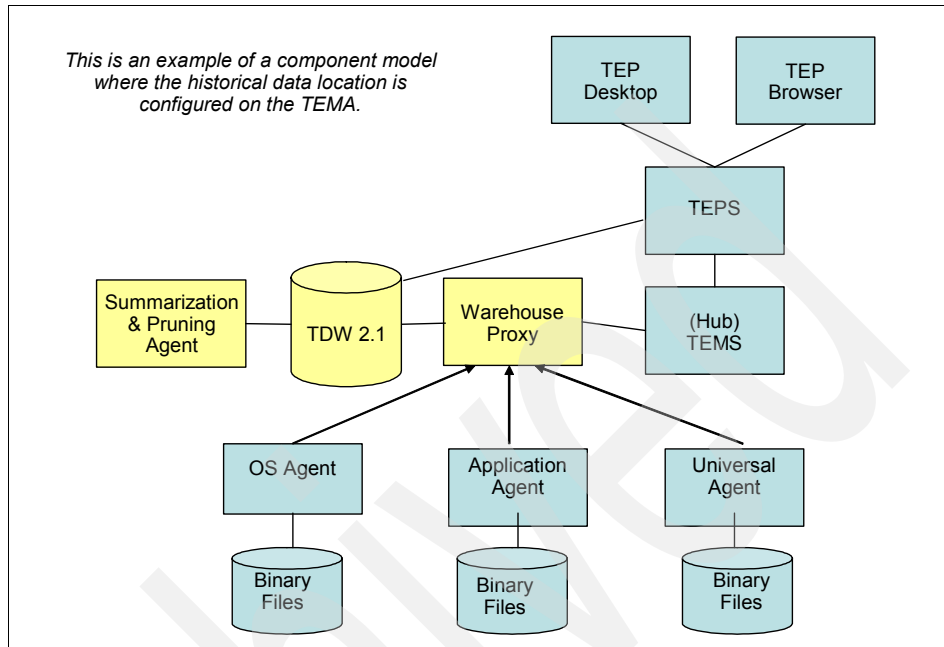 This is an example of a component model
where the historical data location is
configured on the TEMA.
TEP
Desktop
TEP
Browser
TEPS
Summarization
& Pruning
Agent
TDW 2.1
Warehouse
Proxy
(Hub)
TEMS
OS Agent
Application
Agent
Universal
Agent
Binary
Files
Binary
Files
Binary
Files